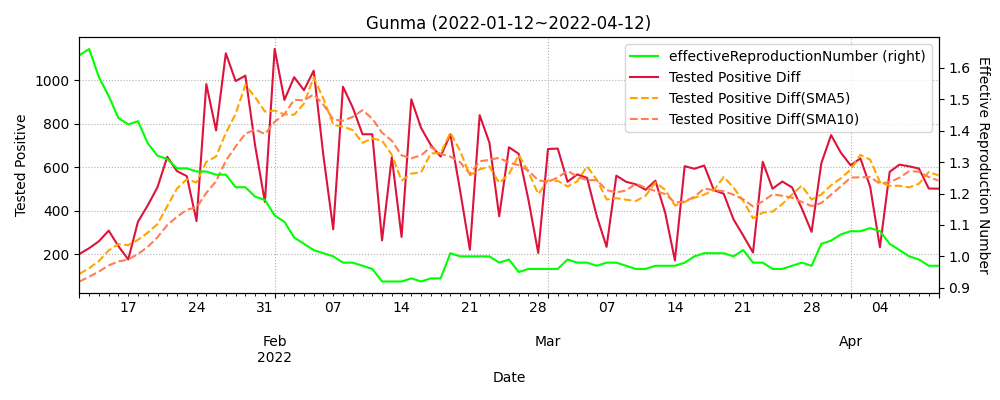 Gunma (2022-01-12~2022-04-12)
effectiveReproductionNumber (right)
Tested Positive Diff
Tested Positive Diff(SMA5)
Tested Positive Diff(SMA10)
Tested Positive
1000
800
600
400
200
Effective Reproduction Number
1.6
1.5
1.4
1.3
1.2
1.1
1.0
0.9
17 24 31 07 14 21 28 07 14 21 28 04
Feb Mar Apr
2022
Date